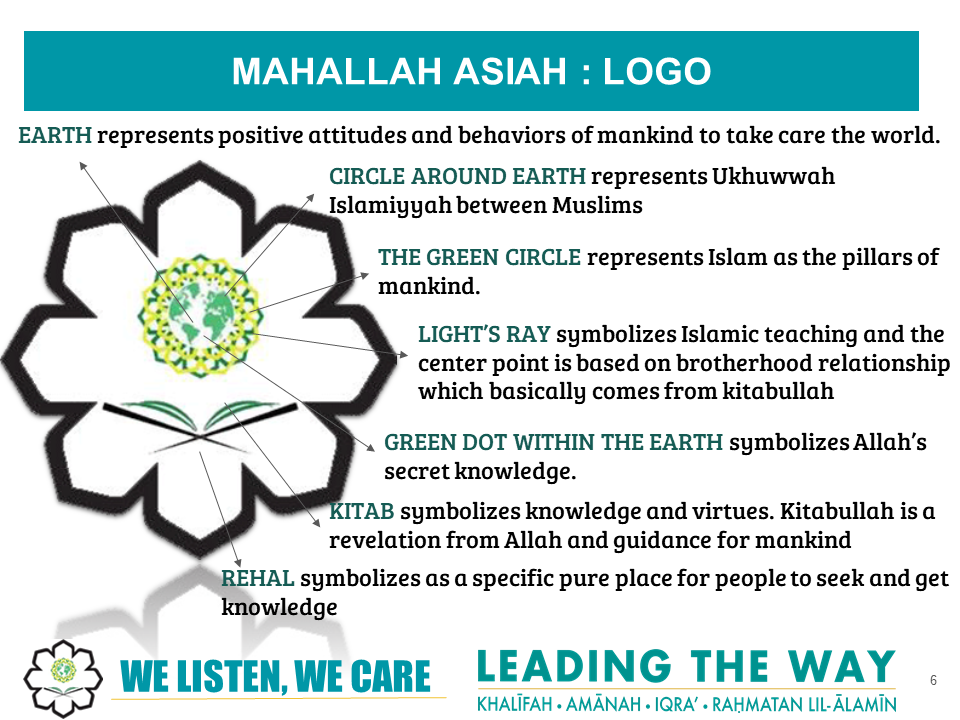 MAHALLAH ASIAH : LOGO
EARTH represents positive attitudes and behaviors of mankind to take care the world.
CIRCLE AROUND EARTH represents Ukhuwwah
Islamiyyah between Muslims
THE GREEN CIRCLE represents Islam as the pillars of
mankind.
LIGHT’S RAY symbolizes Islamic teaching and the
center point is based on brotherhood relationship
which basically comes from kitabullah
GREEN DOT WITHIN THE EARTH symbolizes Allah’s
secret knowledge.
KITAB symbolizes knowledge and virtues. Kitabullah is a
revelation from Allah and guidance for mankind
REHAL symbolizes as a specific pure place for people to seek and get
knowledge
WE LISTEN, WE CARE
LEADING THE WAY
KHALĪFAH • AMĀNAH • IQRA’ • RAḤMATAN LIL-ĀLAMĪN
6